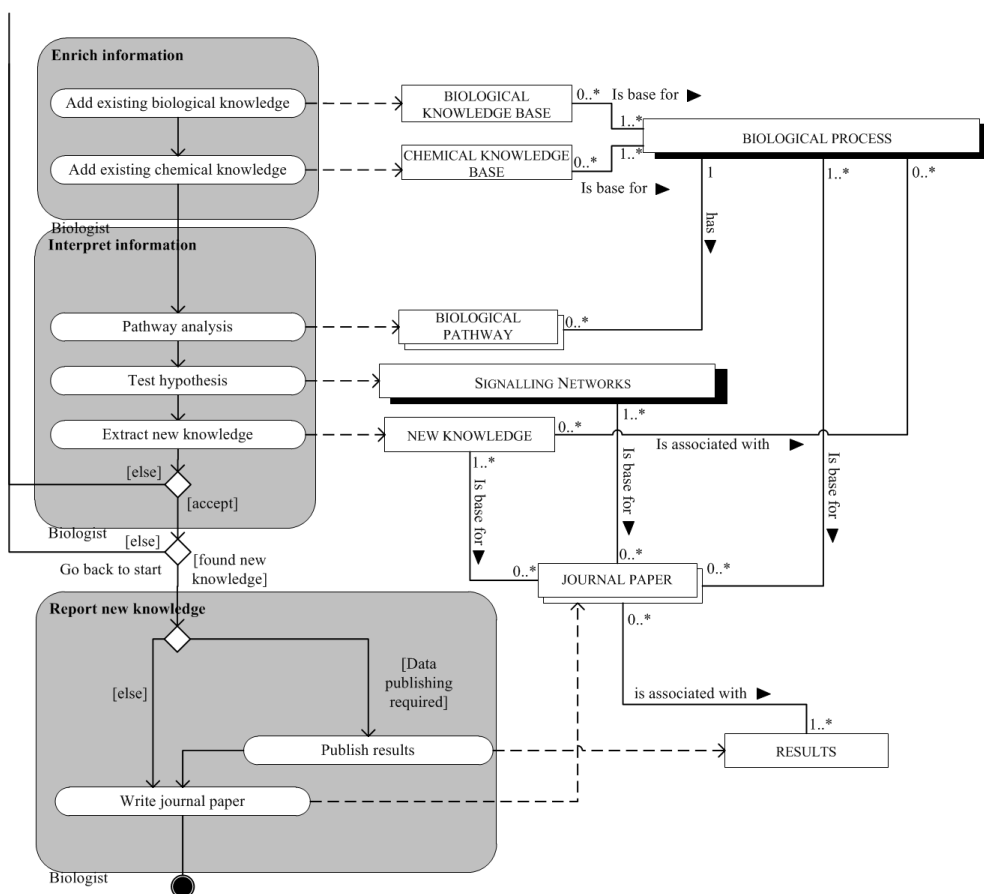 Enrich information
Add existing biological knowledge
Add existing chemical knowledge
Biologist
BIOLOGICAL
KNOWLEDGE BASE
0..*
Is base for
1..*
CHEMICAL KNOWLEDGE
BASE
0..*
1..*
Is base for
BIOLOGICAL PROCESS
1
1..*
0..*
has
Interpret information
Pathway analysis
Test hypothesis
Extract new knowledge
[else]
[accept]
Biologist
BIOLOGICAL
PATHWAY
0..*
SIGNALLING NETWORKS
1..*
NEW KNOWLEDGE
0..*
Is associated with
1..*
Is base for
Is base for
Is base for
[else]
Go back to start
[found new
knowledge]
0..*
0..*
0..*
JOURNAL PAPER
0..*
Report new knowledge
[else]
[Data
publishing
required]
is associated with
1..*
Publish results
RESULTS
Write journal paper
Biologist